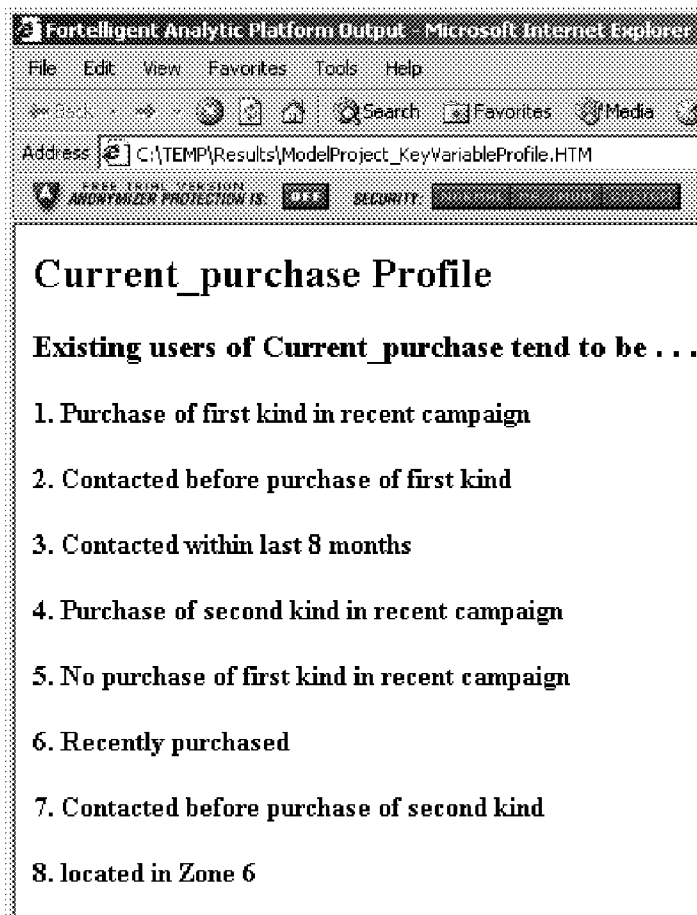 Fortelligent Analytic Platform Output - Microsoft Internet Explorer
File Edit View Favorites Tools Help
Back Search Favorites Media
Address C:\TEMP\Results\ModelProject_KeyVariableProfile.HTM
FREE TRIAL VERSION
ANONYMIZER PROTECTION IS: OFF SECURITY:
Current_purchase Profile
Existing users of Current_purchase tend to be . . .
1. Purchase of first kind in recent campaign
2. Contacted before purchase of first kind
3. Contacted within last 8 months
4. Purchase of second kind in recent campaign
5. No purchase of first kind in recent campaign
6. Recently purchased
7. Contacted before purchase of second kind
8. located in Zone 6